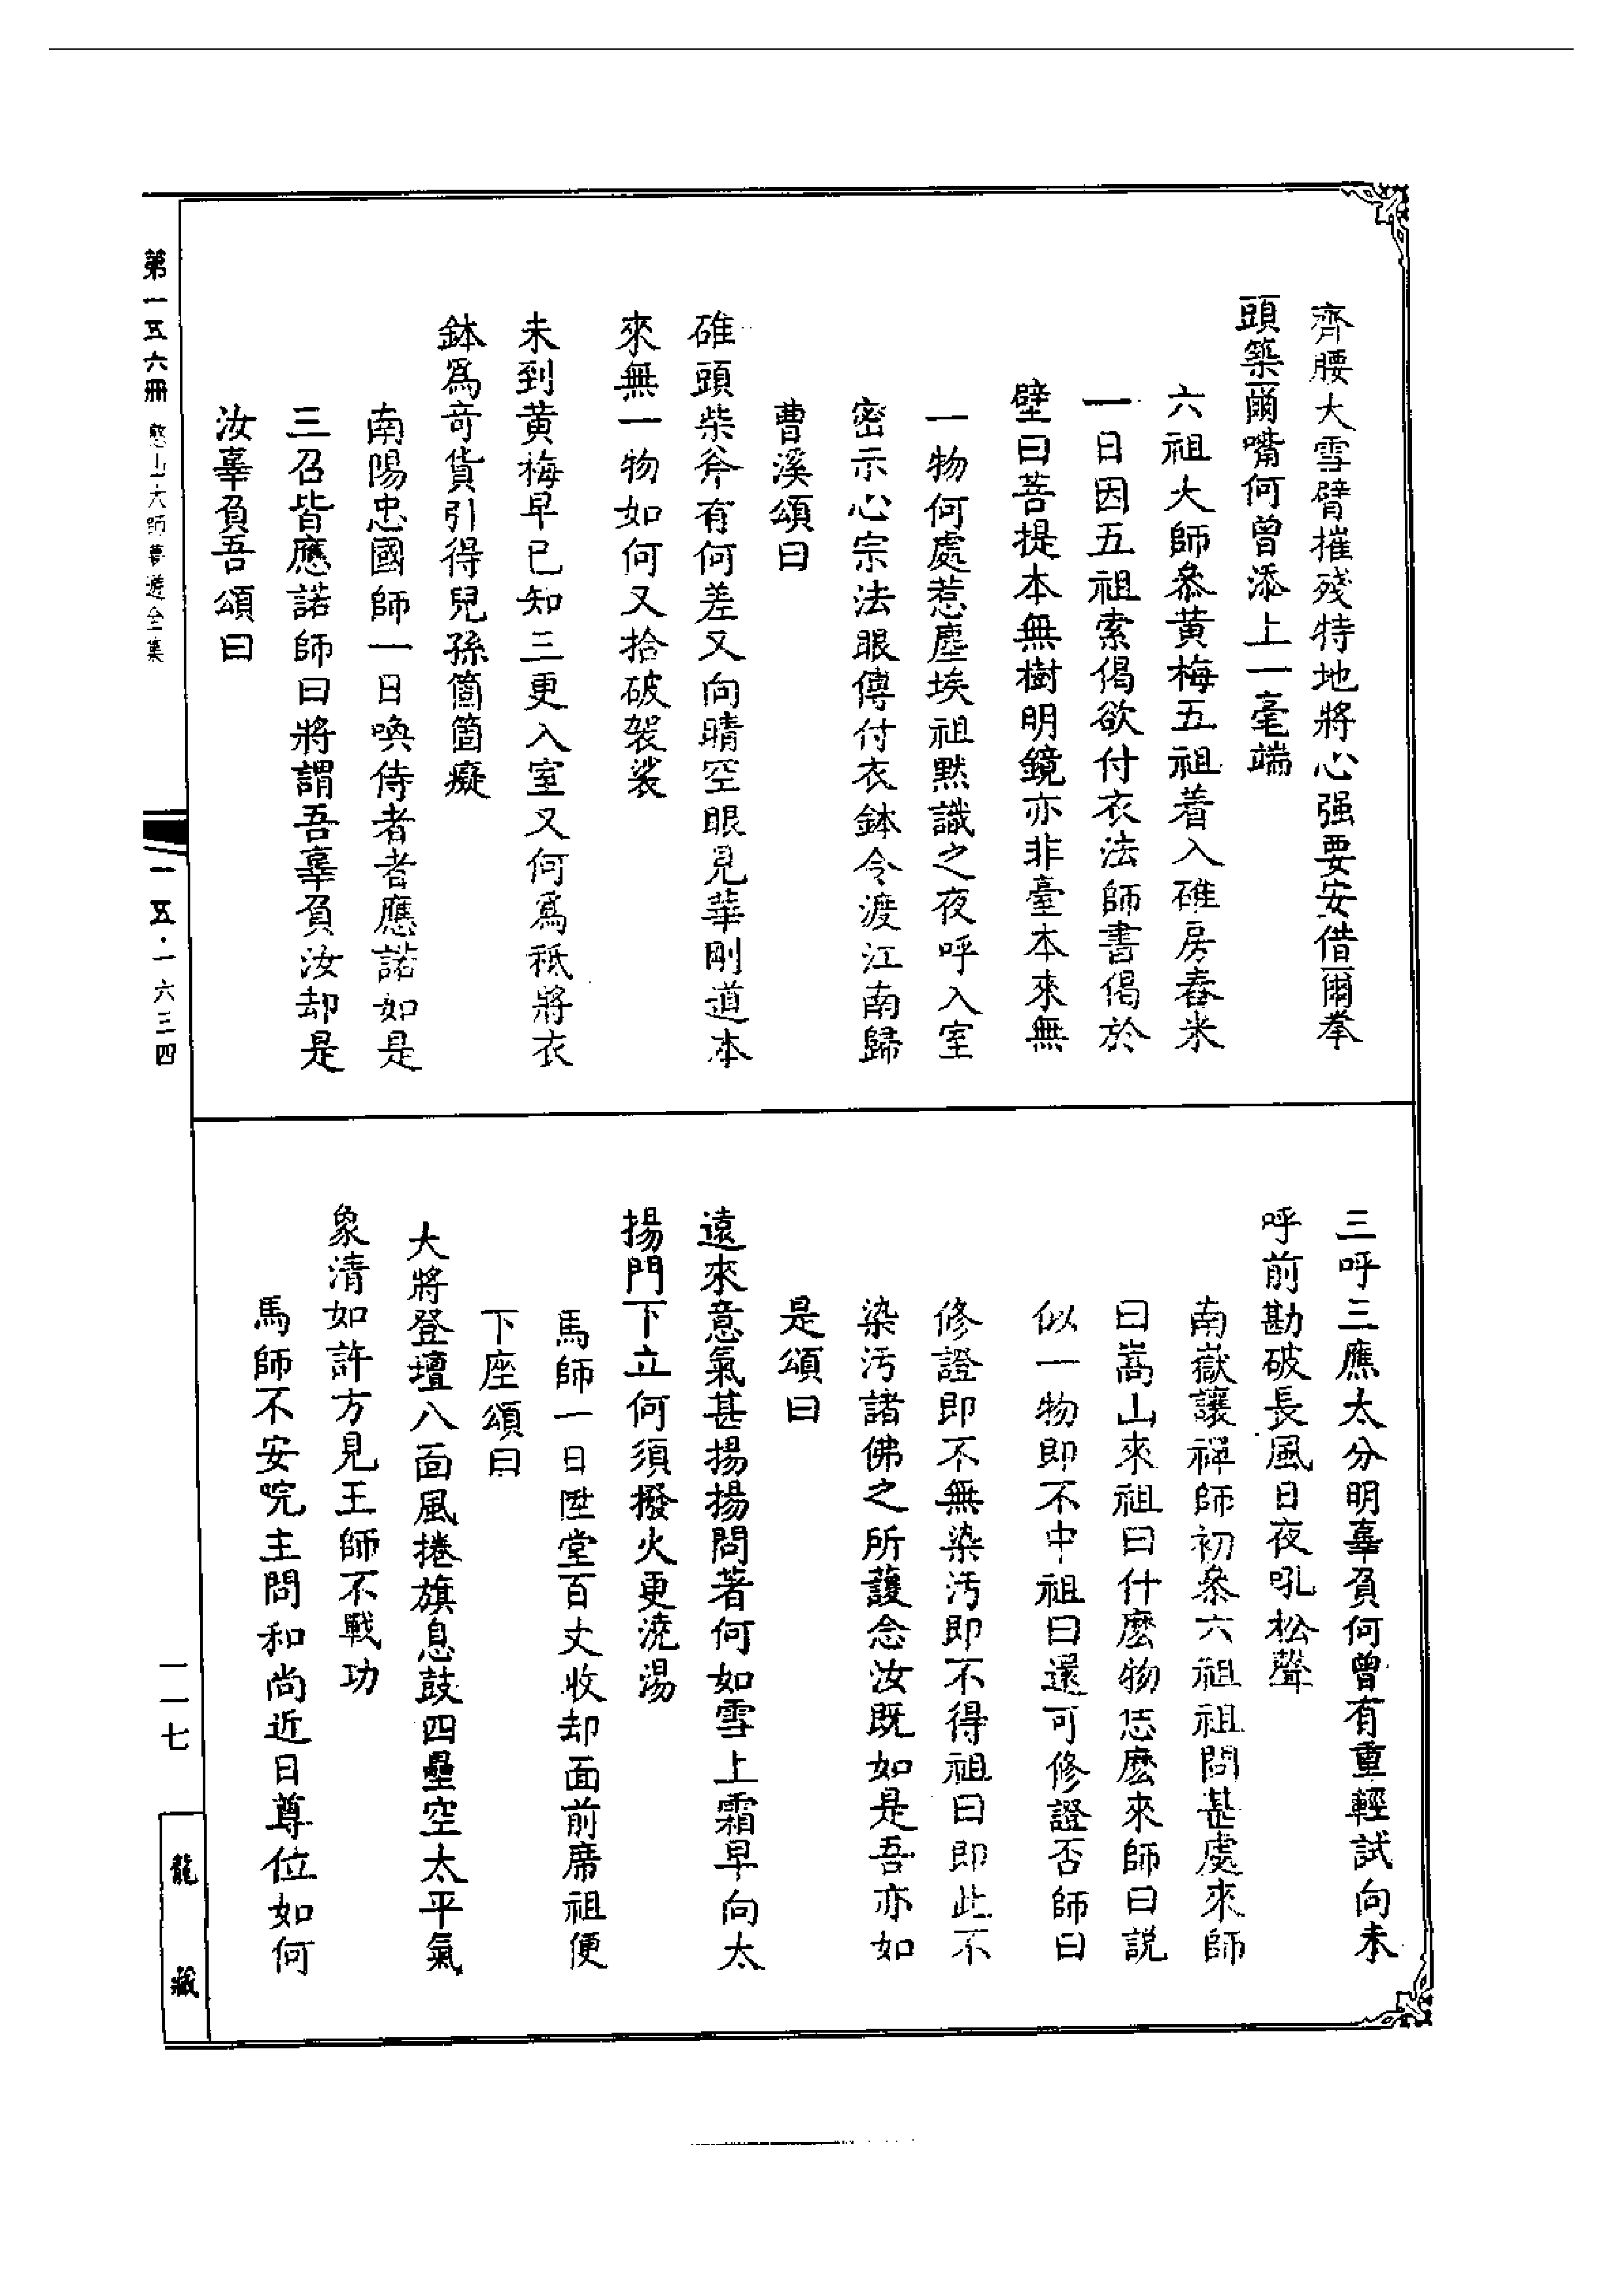 齊腰大雪臂摧殘特地將心强要安借爾拳
頭築爾嘴何曾添上一毫端
六祖大師叅黄梅五祖着入碓房舂米
一日因五祖索偈欲付衣法師書偈於
壁曰菩提本無樹明鏡亦非臺本來無
一物何處惹塵埃祖黙識之夜呼入室
密示心宗法眼傳付衣鉢令渡江南歸
曹溪頌曰
碓頭柴斧有何差又向晴空眼見華剛道本
來無一物如何又拾破袈裟
未到黄梅早已知三更入室又何爲秪將衣
鉢爲竒貨引得兒孫箇箇癡
南陽忠國師一日喚侍者者應諾如是
三召皆應諾師曰將謂吾辜負汝却是
汝辜負吾頌曰
三呼三應太分明辜負何曾有重輕試向未
呼前勘破長風日夜吼松聲
南嶽讓禪師初叅六祖祖問甚處來師
曰嵩山來祖曰什麽物恁麽來師曰説
似一物即不中祖曰還可修證否師曰
修證即不無染汚即不得祖曰即此不
染汚諸佛之所護念汝既如是吾亦如
是頌曰
遠來意氣甚揚揚問著何如雪上霜早向太
揚門下立何須撥火更澆湯
馬師一日陞堂百丈收却面前席祖便
下座頌曰
大將登壇八面風捲旗息鼓四壘空太平氣
象清如許方見王師不戰功
馬師不安院主問和尚近日尊位如何
第一五六冊 憨山大師夢遊全集
一五·一六三四
一一七
龍藏